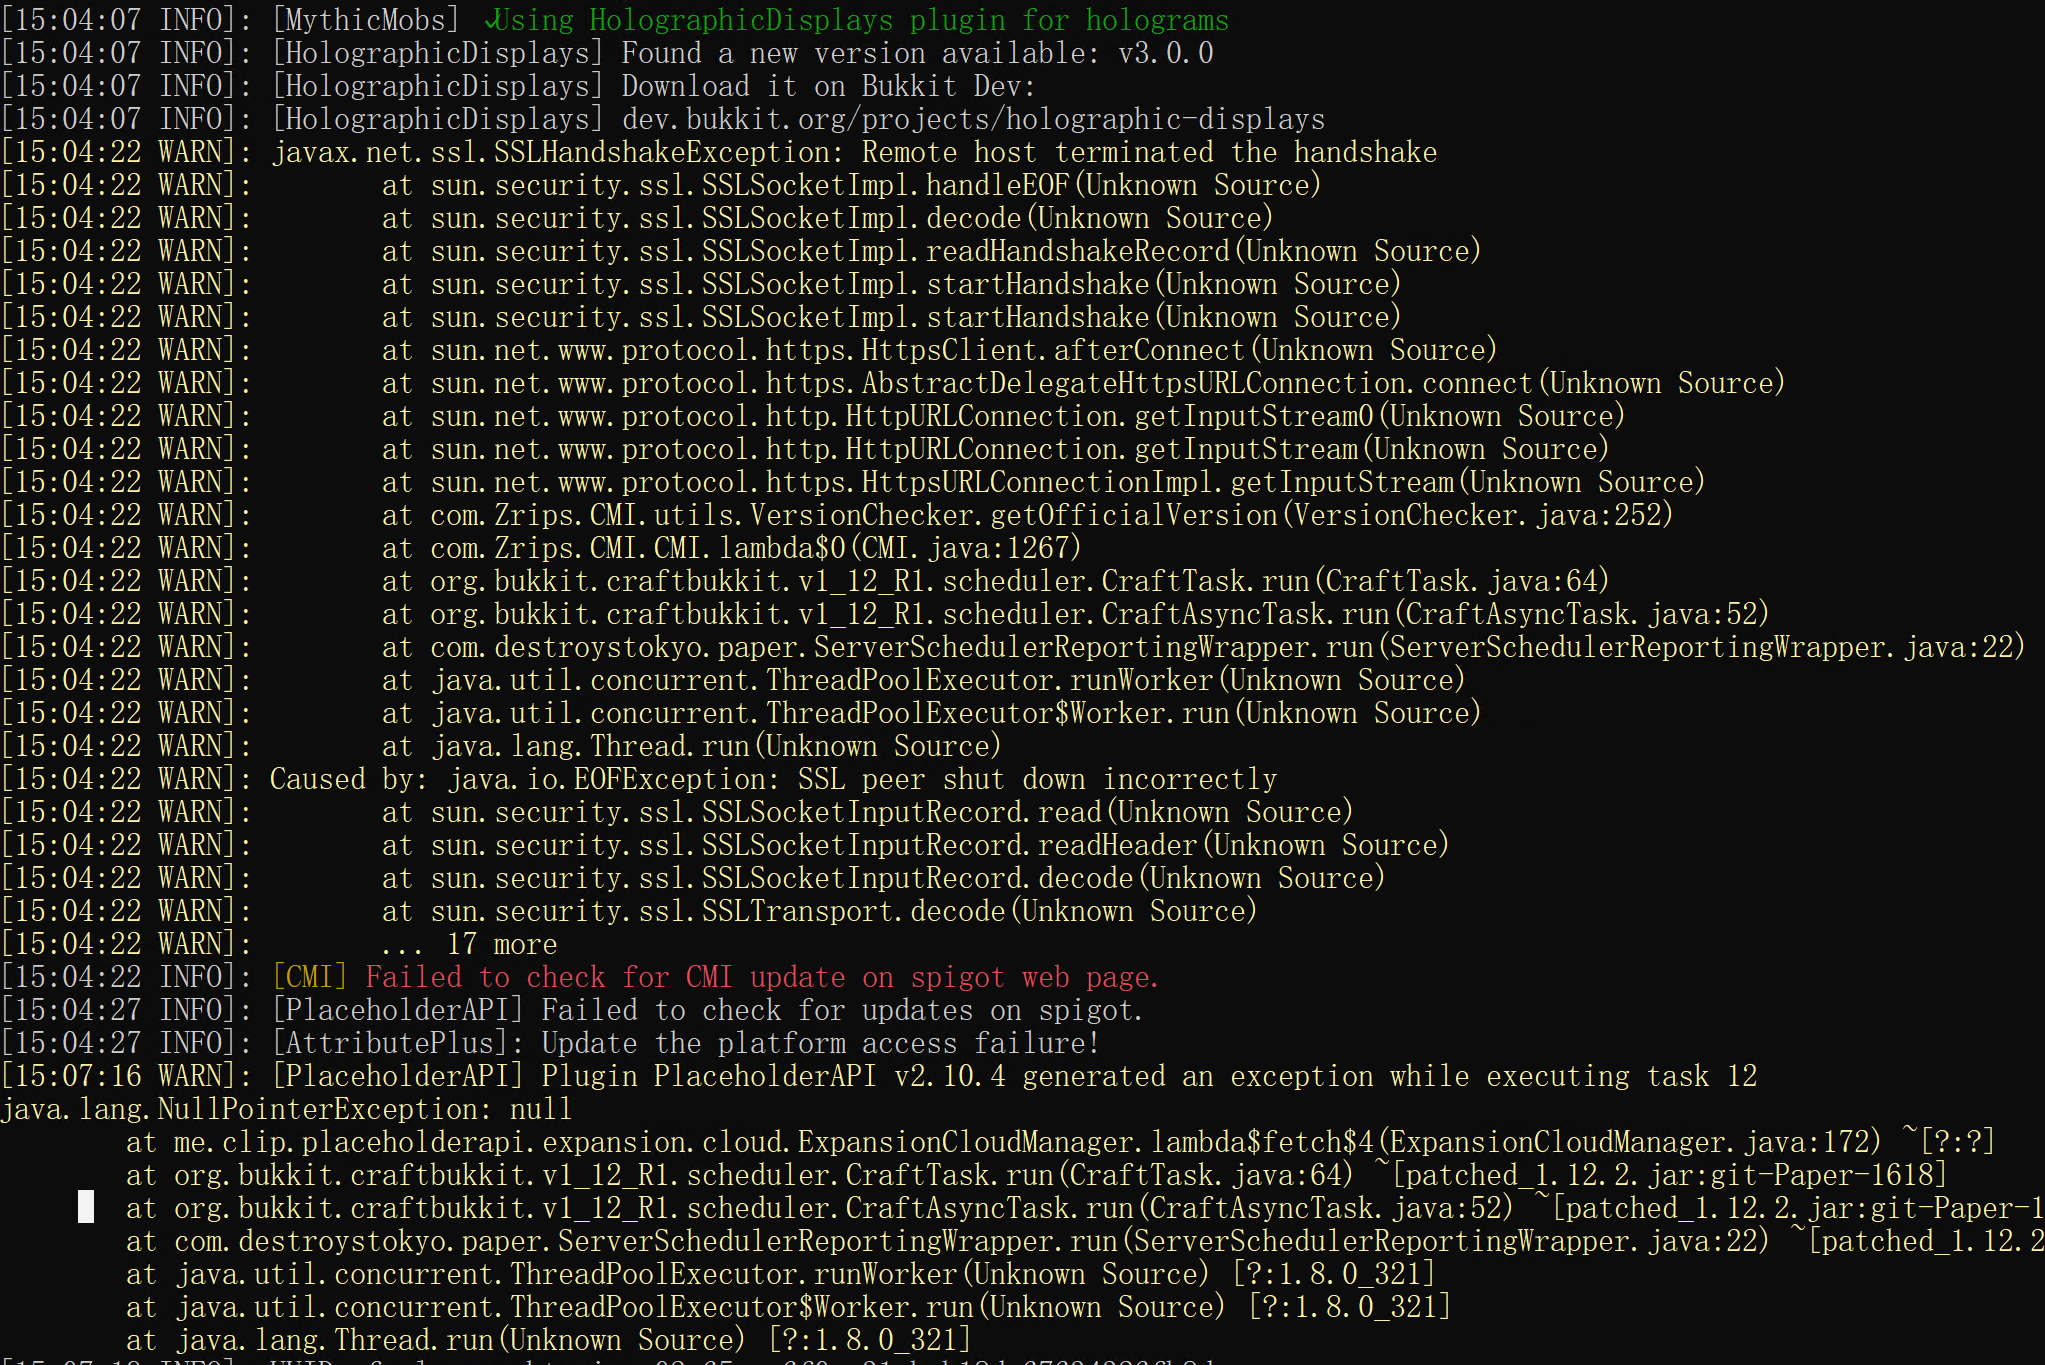 [15:04:07 INFO]: [MythicMobs] ✓Using HolographicDisplays plugin for holograms
[15:04:07 INFO]: [HolographicDisplays] Found a new version available: v3.0.0
[15:04:07 INFO]: [HolographicDisplays] Download it on Bukkit Dev:
[15:04:07 INFO]: [HolographicDisplays] dev.bukkit.org/projects/holographic-displays
[15:04:22 WARN]: javax.net.ssl.SSLHandshakeException: Remote host terminated the handshake
[15:04:22 WARN]: at sun.security.ssl.SSLSocketImpl.handleEOF(Unknown Source)
[15:04:22 WARN]: at sun.security.ssl.SSLSocketImpl.decode(Unknown Source)
[15:04:22 WARN]: at sun.security.ssl.SSLSocketImpl.readHandshakeRecord(Unknown Source)
[15:04:22 WARN]: at sun.security.ssl.SSLSocketImpl.startHandshake(Unknown Source)
[15:04:22 WARN]: at sun.security.ssl.SSLSocketImpl.startHandshake(Unknown Source)
[15:04:22 WARN]: at sun.net.www.protocol.https.HttpsClient.afterConnect(Unknown Source)
[15:04:22 WARN]: at sun.net.www.protocol.https.AbstractDelegateHttpsURLConnection.connect(Unknown Source)
[15:04:22 WARN]: at sun.net.www.protocol.http.HttpURLConnection.getInputStream0(Unknown Source)
[15:04:22 WARN]: at sun.net.www.protocol.http.HttpURLConnection.getInputStream(Unknown Source)
[15:04:22 WARN]: at sun.net.www.protocol.https.HttpsURLConnectionImpl.getInputStream(Unknown Source)
[15:04:22 WARN]: at com.Zrips.CMI.utils.VersionChecker.getOfficialVersion(VersionChecker.java:252)
[15:04:22 WARN]: at com.Zrips.CMI.CMI.lambda$0(CMI.java:1267)
[15:04:22 WARN]: at org.bukkit.craftbukkit.v1_12_R1.scheduler.CraftTask.run(CraftTask.java:64)
[15:04:22 WARN]: at org.bukkit.craftbukkit.v1_12_R1.scheduler.CraftAsyncTask.run(CraftAsyncTask.java:52)
[15:04:22 WARN]: at com.destroystokyo.paper.ServerSchedulerReportingWrapper.run(ServerSchedulerReportingWrapper.java:22)
[15:04:22 WARN]: at java.util.concurrent.ThreadPoolExecutor.runWorker(Unknown Source)
[15:04:22 WARN]: at java.util.concurrent.ThreadPoolExecutor$Worker.run(Unknown Source)
[15:04:22 WARN]: at java.lang.Thread.run(Unknown Source)
[15:04:22 WARN]: Caused by: java.io.EOFException: SSL peer shut down incorrectly
[15:04:22 WARN]: at sun.security.ssl.SSLSocketInputRecord.read(Unknown Source)
[15:04:22 WARN]: at sun.security.ssl.SSLSocketInputRecord.readHeader(Unknown Source)
[15:04:22 WARN]: at sun.security.ssl.SSLSocketInputRecord.decode(Unknown Source)
[15:04:22 WARN]: at sun.security.ssl.SSLTransport.decode(Unknown Source)
[15:04:22 WARN]: ... 17 more
[15:04:22 INFO]: [CMI] Failed to check for CMI update on spigot web page.
[15:04:27 INFO]: [PlaceholderAPI] Failed to check for updates on spigot.
[15:04:27 INFO]: [AttributePlus]: Update the platform access failure!
[15:07:16 WARN]: [PlaceholderAPI] Plugin PlaceholderAPI v2.10.4 generated an exception while executing task 12
java.lang.NullPointerException: null
at me.clip.placeholderapi.expansion.cloud.ExpansionCloudManager.lambda$fetch$4(ExpansionCloudManager.java:172) ~[?:?]
at org.bukkit.craftbukkit.v1_12_R1.scheduler.CraftTask.run(CraftTask.java:64) ~[patched_1.12.2.jar:git-Paper-1618]
at org.bukkit.craftbukkit.v1_12_R1.scheduler.CraftAsyncTask.run(CraftAsyncTask.java:52) ~[patched_1.12.2.jar:git-Paper-1
at com.destroystokyo.paper.ServerSchedulerReportingWrapper.run(ServerSchedulerReportingWrapper.java:22) ~[patched_1.12.2
at java.util.concurrent.ThreadPoolExecutor.runWorker(Unknown Source) [?:1.8.0_321]
at java.util.concurrent.ThreadPoolExecutor$Worker.run(Unknown Source) [?:1.8.0_321]
at java.lang.Thread.run(Unknown Source) [?:1.8.0_321]